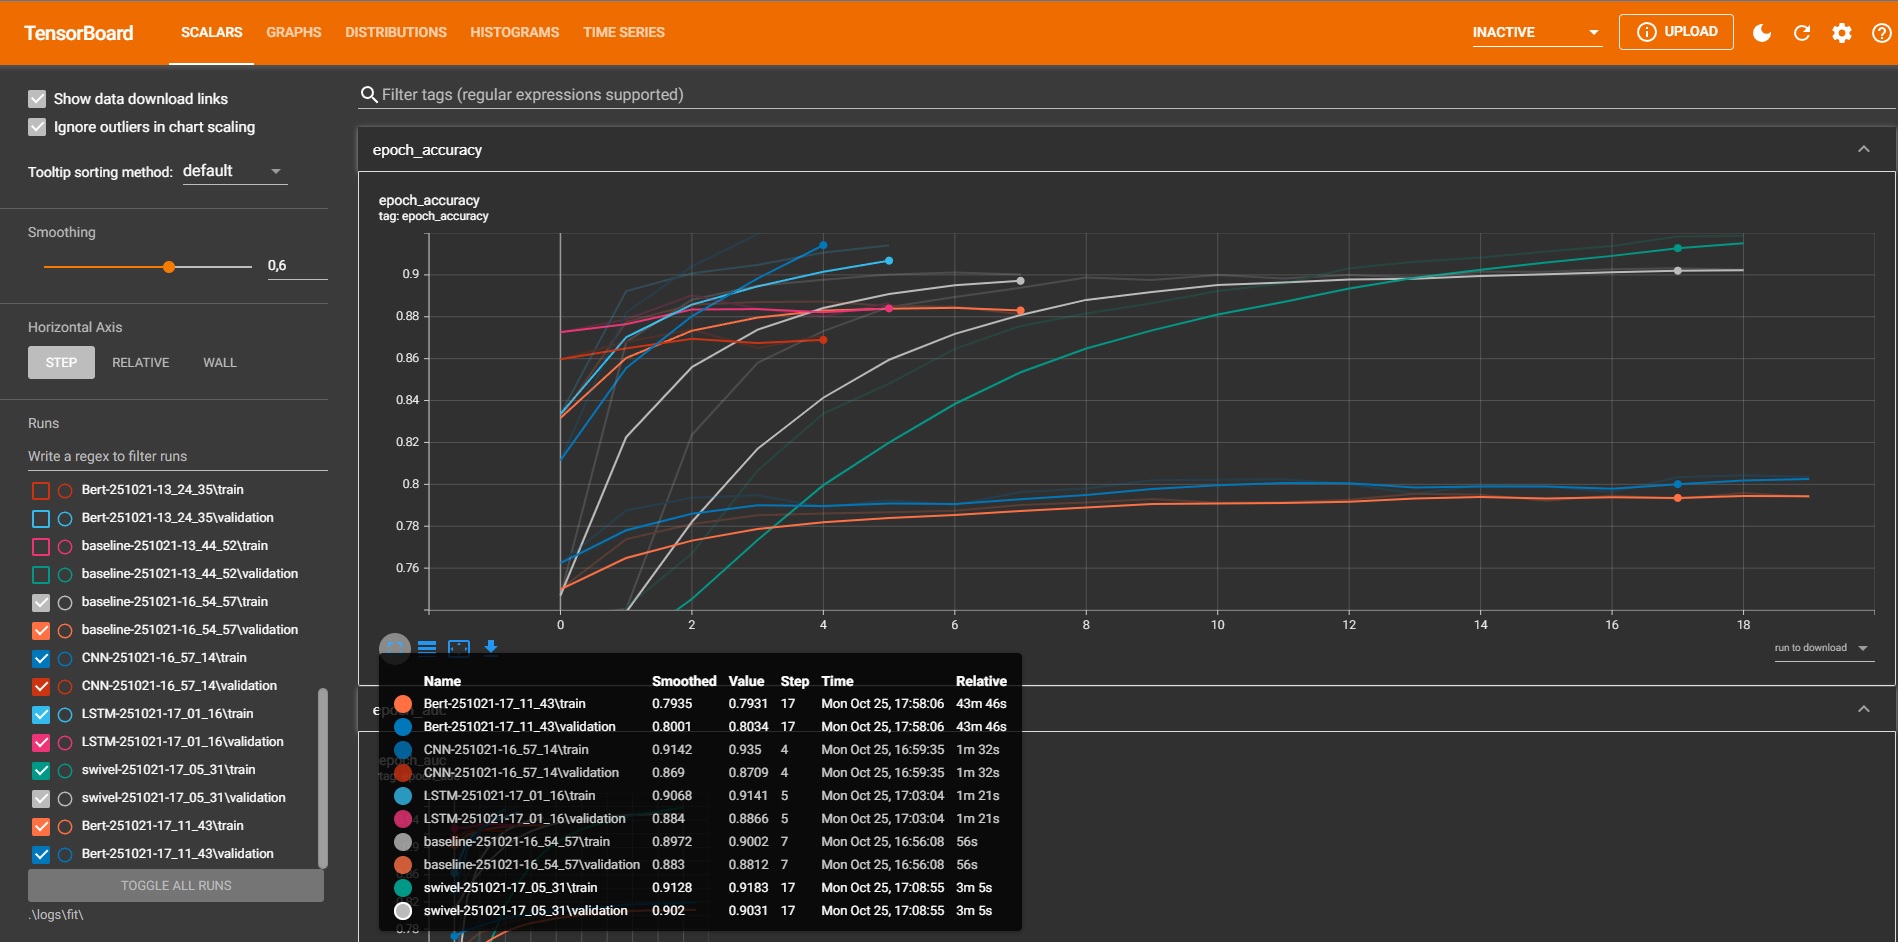 TensorBoard SCALARS GRAPHS DISTRIBUTIONS HISTOGRAMS TIME SERIES INACTIVE UPLOAD
Show data download links
Ignore outliers in chart scaling
Tooltip sorting method: default
Smoothing
0,6
Horizontal Axis
STEP RELATIVE WALL
Runs
Write a regex to filter runs
Bert-251021-13_24_35\train
Bert-251021-13_24_35\validation
baseline-251021-13_44_52\train
baseline-251021-13_44_52\validation
baseline-251021-16_54_57\train
baseline-251021-16_54_57\validation
CNN-251021-16_57_14\train
CNN-251021-16_57_14\validation
LSTM-251021-17_01_16\train
LSTM-251021-17_01_16\validation
swivel-251021-17_05_31\train
swivel-251021-17_05_31\validation
Bert-251021-17_11_43\train
Bert-251021-17_11_43\validation
TOGGLE ALL RUNS
.\logs\fit\
Filter tags (regular expressions supported)
epoch_accuracy
epoch_accuracy
tag: epoch_accuracy
0.9
0.88
0.86
0.84
0.82
0.8
0.78
0.76
0 2 4 6 8 10 12 14 16 18
run to download
epoch_auc
epoch_auc
tag: epoch_auc
Name Smoothed Value Step Time Relative
Bert-251021-17_11_43\train 0.7935 0.7931 17 Mon Oct 25, 17:58:06 43m 46s
Bert-251021-17_11_43\validation 0.8001 0.8034 17 Mon Oct 25, 17:58:06 43m 46s
CNN-251021-16_57_14\train 0.9142 0.935 4 Mon Oct 25, 16:59:35 1m 32s
CNN-251021-16_57_14\validation 0.869 0.8709 4 Mon Oct 25, 16:59:35 1m 32s
LSTM-251021-17_01_16\train 0.9068 0.9141 5 Mon Oct 25, 17:03:04 1m 21s
LSTM-251021-17_01_16\validation 0.884 0.8866 5 Mon Oct 25, 17:03:04 1m 21s
baseline-251021-16_54_57\train 0.8972 0.9002 7 Mon Oct 25, 16:56:08 56s
baseline-251021-16_54_57\validation 0.883 0.8812 7 Mon Oct 25, 16:56:08 56s
swivel-251021-17_05_31\train 0.9128 0.9183 17 Mon Oct 25, 17:08:55 3m 5s
swivel-251021-17_05_31\validation 0.902 0.9031 17 Mon Oct 25, 17:08:55 3m 5s
0.78